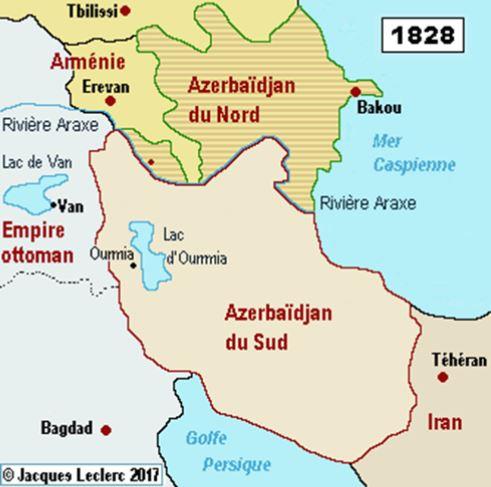 Tbilissi
1828
Arménie
Erevan
Azerbaïdjan
du Nord
Bakou
Rivière Araxe
Mer
Caspienne
Lac de Van
Van
Rivière Araxe
Empire
ottoman
Lac
d'Ourmia
Ourmia
Azerbaïdjan
du Sud
Téhéran
Iran
Bagdad
Golfe
Persique
© Jacques Leclerc 2017